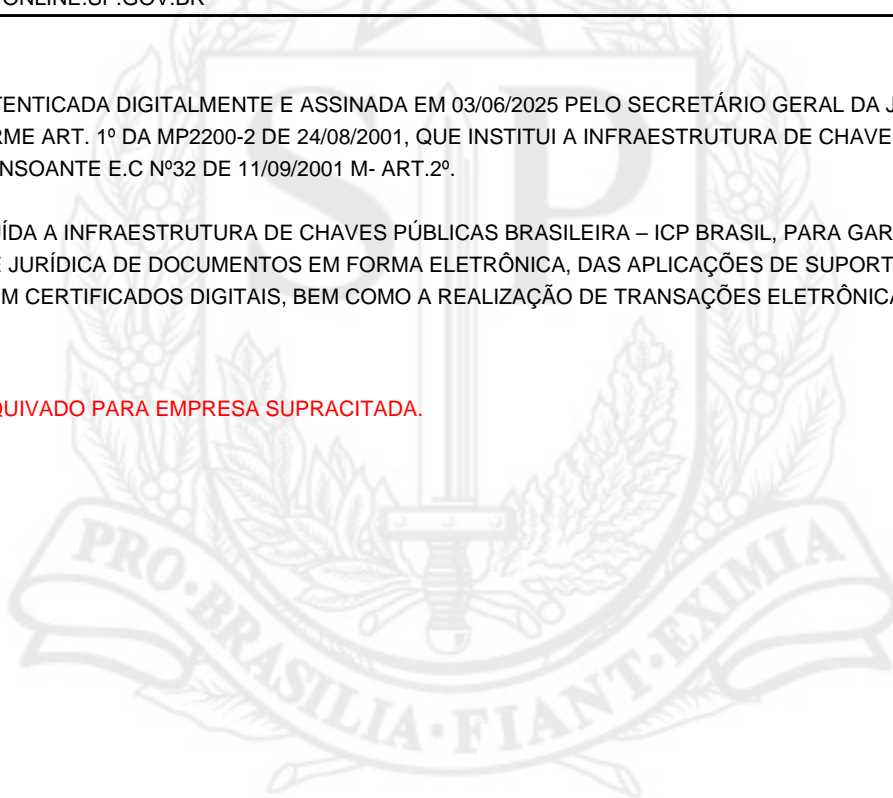 ONLINE.SP.GOV.BR
TENTICADA DIGITALMENTE E ASSINADA EM 03/06/2025 PELO SECRETÁRIO GERAL DA J
RME ART. 1º DA MP2200-2 DE 24/08/2001, QUE INSTITUI A INFRAESTRUTURA DE CHAVE
NSOANTE E.C Nº32 DE 11/09/2001 M- ART.2º.
ÍDA A INFRAESTRUTURA DE CHAVES PÚBLICAS BRASILEIRA – ICP BRASIL, PARA GAR
E JURÍDICA DE DOCUMENTOS EM FORMA ELETRÔNICA, DAS APLICAÇÕES DE SUPORT
M CERTIFICADOS DIGITAIS, BEM COMO A REALIZAÇÃO DE TRANSAÇÕES ELETRÔNICA
QUIVADO PARA EMPRESA SUPRACITADA.
SP
PRO·BRASILIA·FIANT·EXIMIA